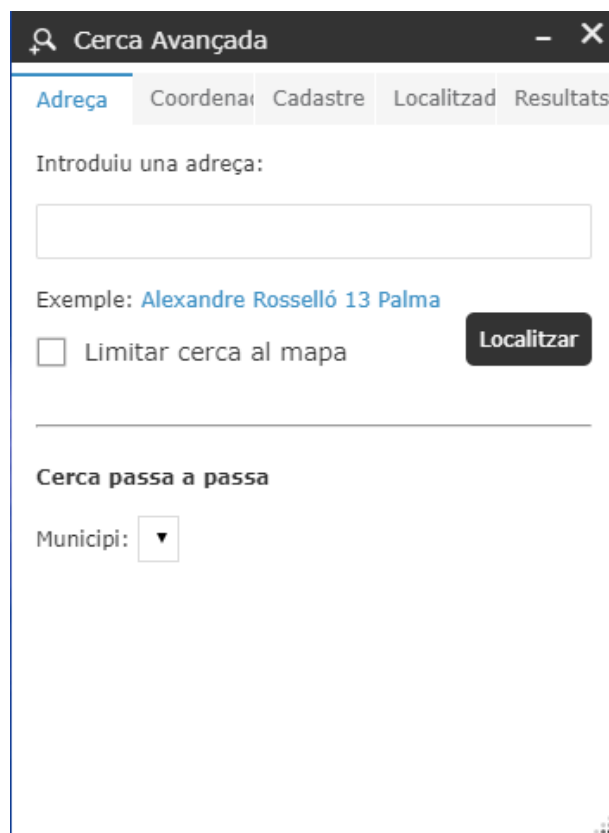 Cerca Avançada
Adreça Coordenad Cadastre Localitzad Resultats
Introduiu una adreça:
Exemple: Alexandre Rosselló 13 Palma
Limitar cerca al mapa
Localitzar
Cerca passa a passa
Municipi: